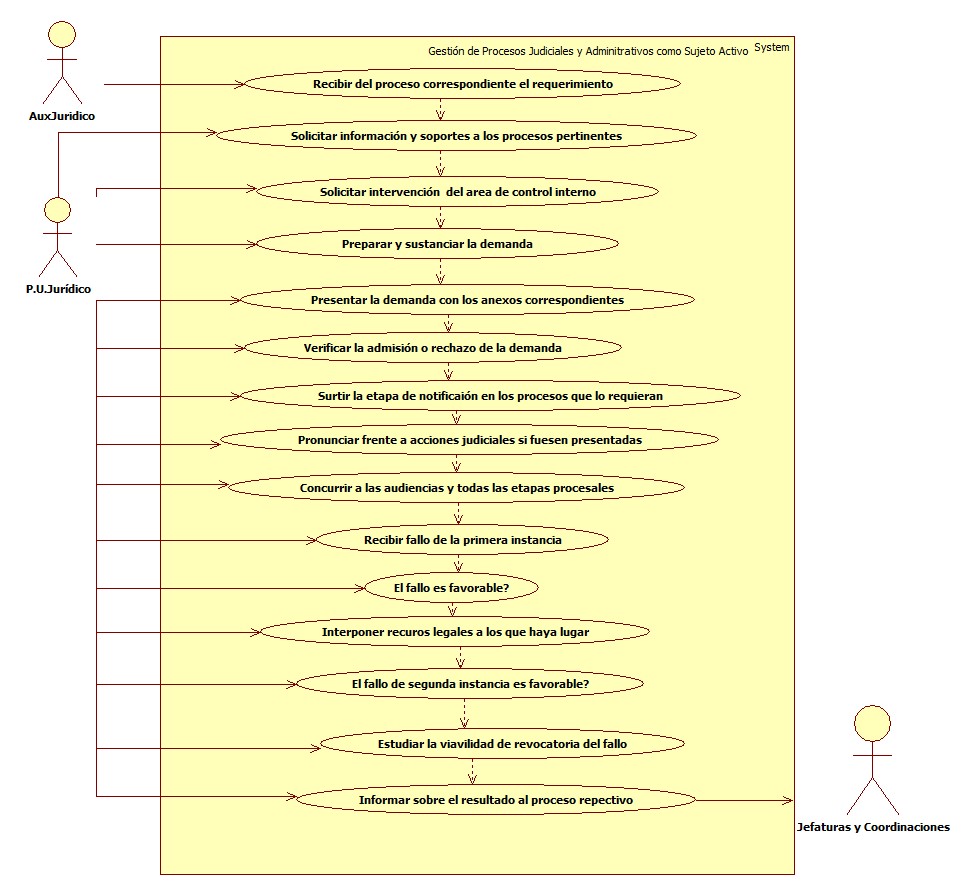 Gestión de Procesos Judiciales y Adminitrativos como Sujeto Activo
System
Recibir del proceso correspondiente el requerimiento
AuxJuridico
Solicitar información y soportes a los procesos pertinentes
Solicitar intervención del area de control interno
Preparar y sustanciar la demanda
P.U.Jurídico
Presentar la demanda con los anexos correspondientes
Verificar la admisión o rechazo de la demanda
Surtir la etapa de notificaión en los procesos que lo requieran
Pronunciar frente a acciones judiciales si fuesen presentadas
Concurrir a las audiencias y todas las etapas procesales
Recibir fallo de la primera instancia
El fallo es favorable?
Interponer recuros legales a los que haya lugar
El fallo de segunda instancia es favorable?
Estudiar la viavilidad de revocatoria del fallo
Informar sobre el resultado al proceso repectivo
Jefaturas y Coordinaciones